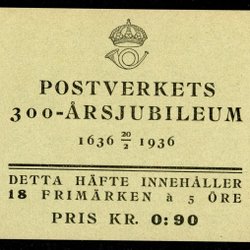 POSTVERKETS
300-ÅRSJUBILEUM
1636 20/2 1936
DETTA HÄFTE INNEHÅLLER
18 FRIMÄRKEN à 5 ÖRE
PRIS KR. 0:90